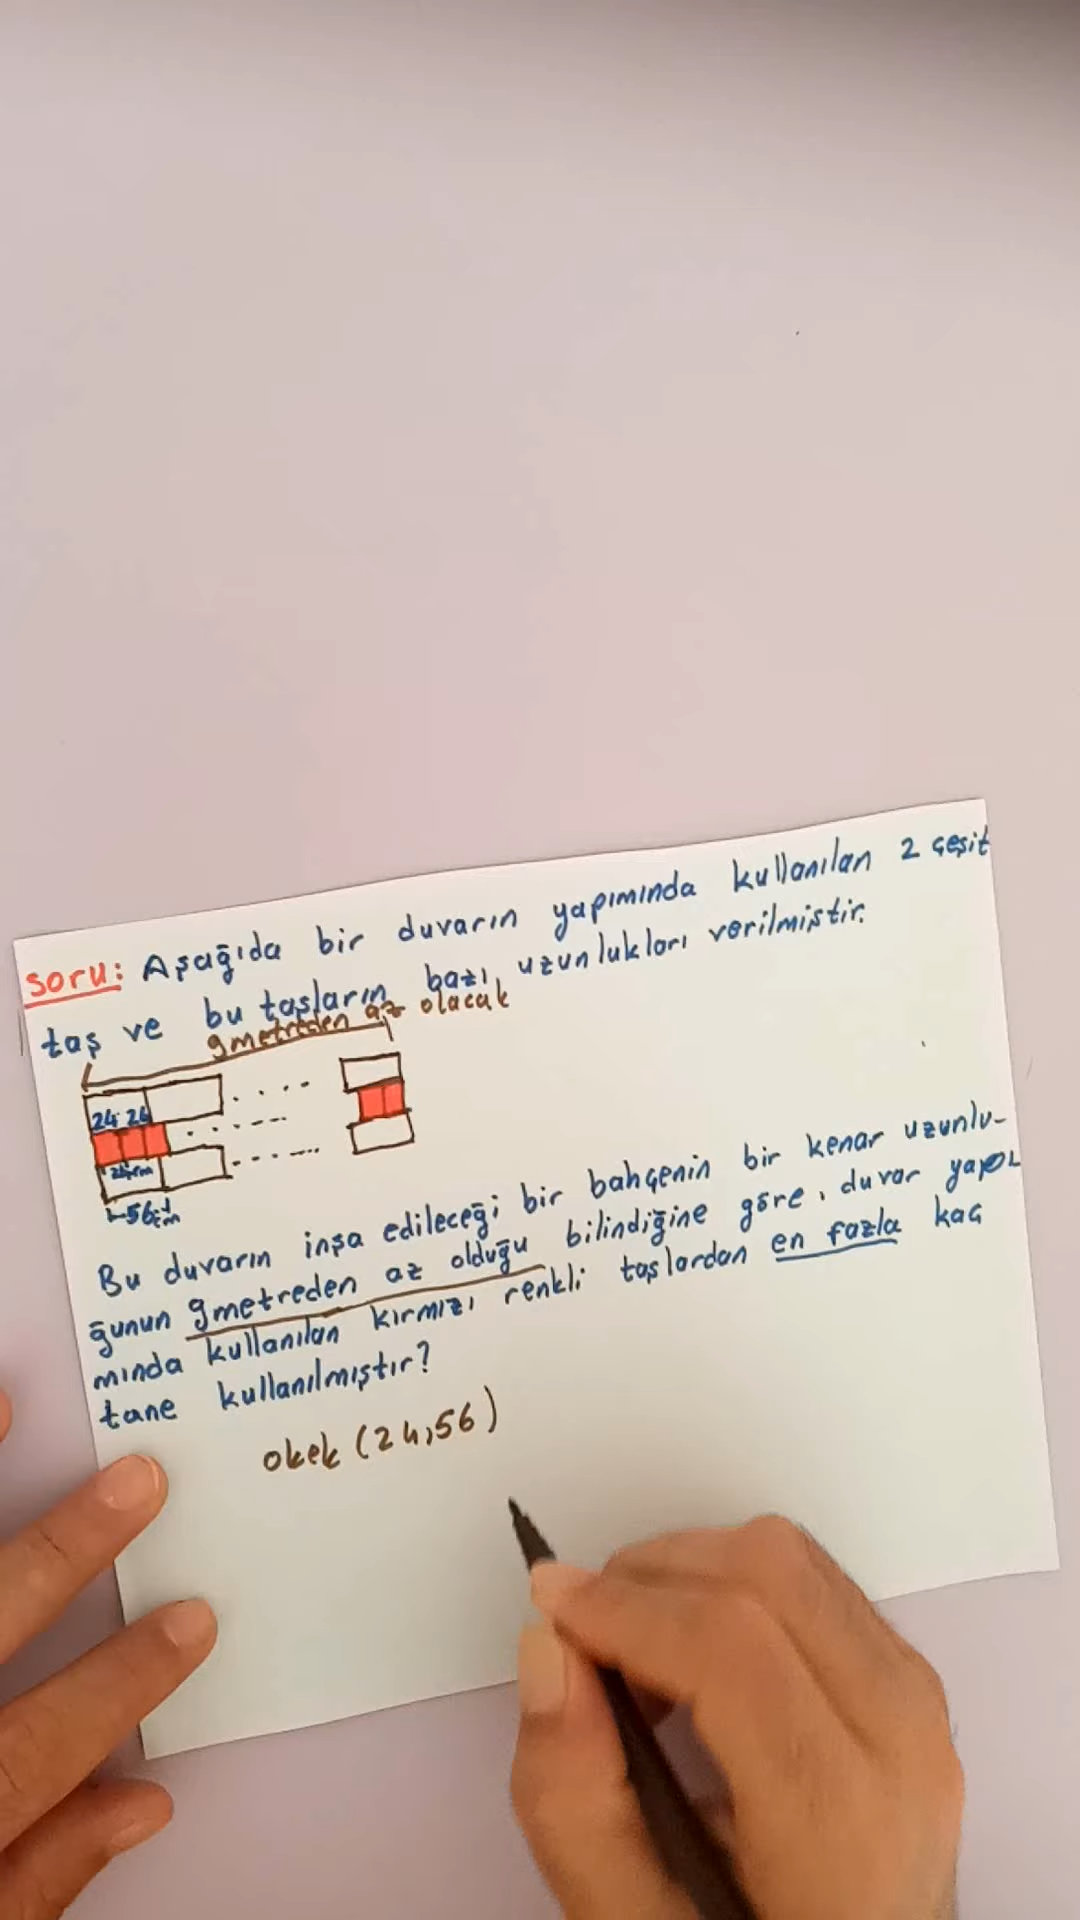 soru: Aşağıda bir duvarın yapımında kullanılan 2 çeşit
taş ve bu taşların bazı uzunlukları verilmiştir.
9metreden az olacak
24 24
24cm
56cm
Bu duvarın inşa edileceği bir bahçenin bir kenar uzunlu-
ğunun 9metreden az olduğu bilindiğine göre, duvar yapı
mında kullanılan kırmızı renkli taşlardan en fazla kaç
tane kullanılmıştır?
okek (24,56)